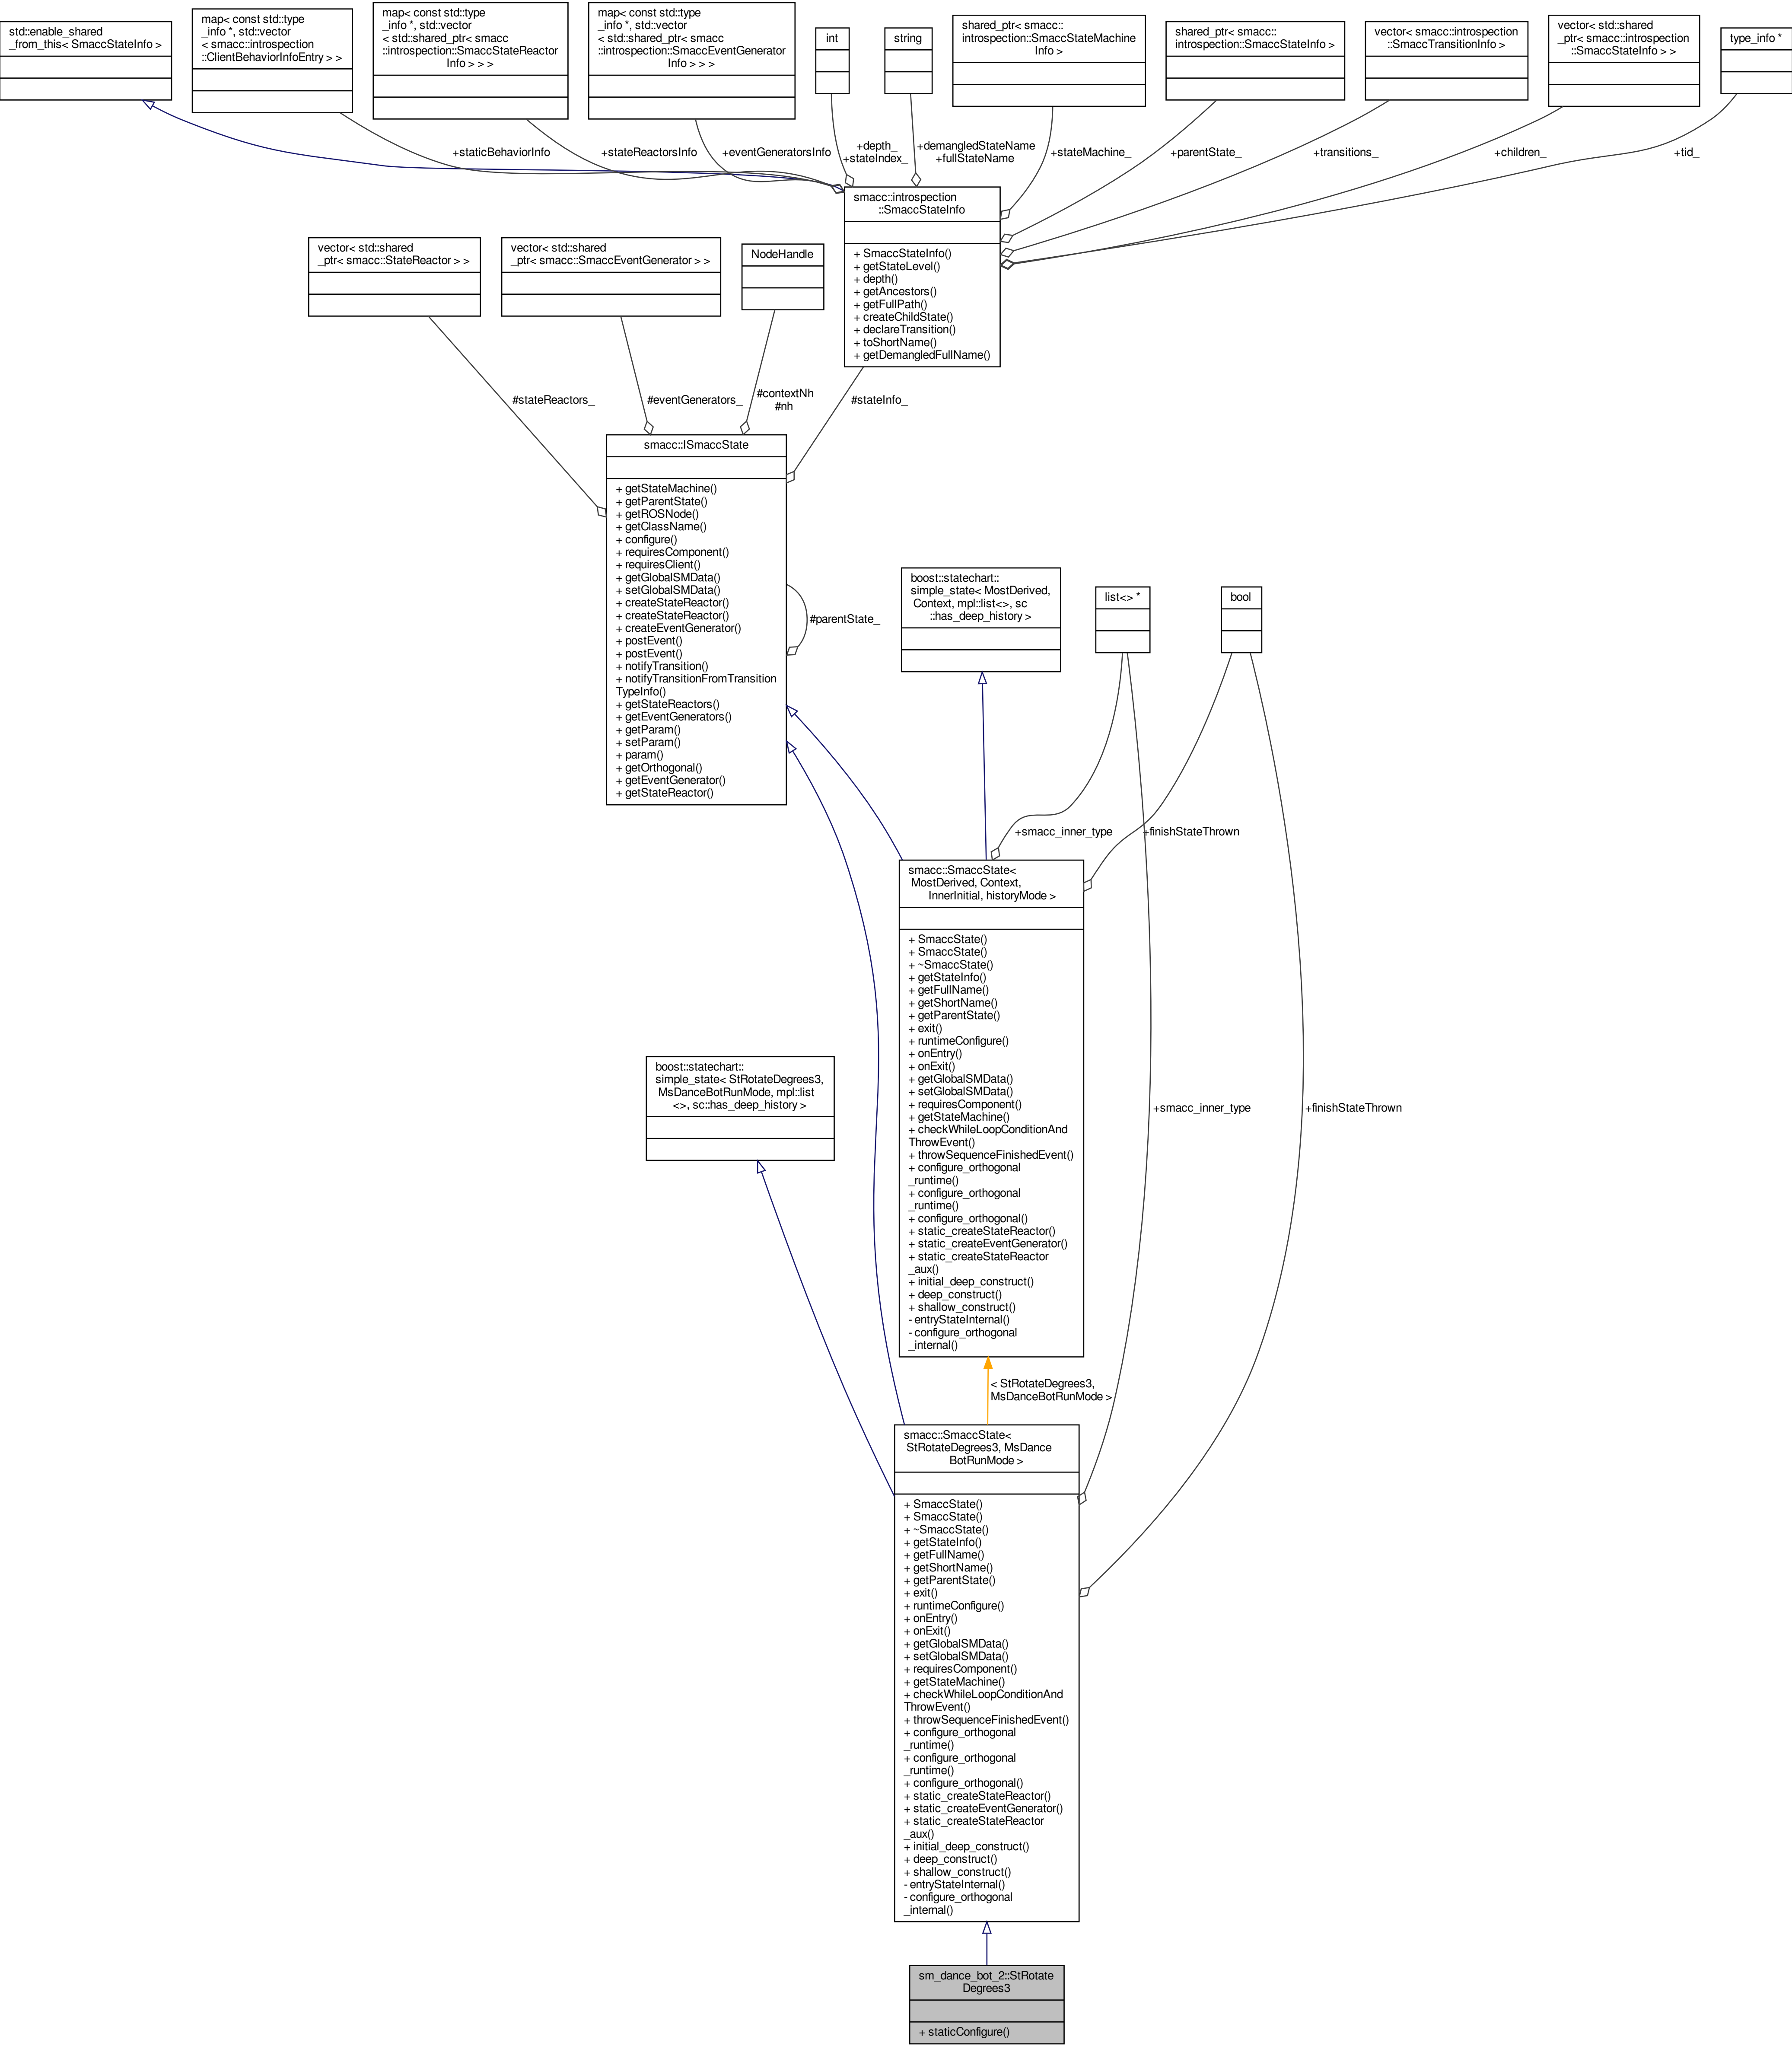 std::enable_shared
_from_this< SmaccStateInfo >
map< const std::type
_info *, std::vector
< smacc::introspection
::ClientBehaviorInfoEntry > >
map< const std::type
_info *, std::vector
< std::shared_ptr< smacc
::introspection::SmaccStateReactor
Info > > >
map< const std::type
_info *, std::vector
< std::shared_ptr< smacc
::introspection::SmaccEventGenerator
Info > > >
int
string
shared_ptr< smacc::
introspection::SmaccStateMachine
Info >
shared_ptr< smacc::
introspection::SmaccStateInfo >
vector< smacc::introspection
::SmaccTransitionInfo >
vector< std::shared
_ptr< smacc::introspection
::SmaccStateInfo > >
type_info *
+staticBehaviorInfo
+stateReactorsInfo
+eventGeneratorsInfo
+depth_
+stateIndex_
+demangledStateName
+fullStateName
+stateMachine_
+parentState_
+transitions_
+children_
+tid_
smacc::introspection
::SmaccStateInfo
+ SmaccStateInfo()
+ getStateLevel()
+ depth()
+ getAncestors()
+ getFullPath()
+ createChildState()
+ declareTransition()
+ toShortName()
+ getDemangledFullName()
vector< std::shared
_ptr< smacc::StateReactor > >
vector< std::shared
_ptr< smacc::SmaccEventGenerator > >
NodeHandle
#stateReactors_
#eventGenerators_
#contextNh
#nh
#stateInfo_
smacc::ISmaccState
+ getStateMachine()
+ getParentState()
+ getROSNode()
+ getClassName()
+ configure()
+ requiresComponent()
+ requiresClient()
+ getGlobalSMData()
+ setGlobalSMData()
+ createStateReactor()
+ createStateReactor()
+ createEventGenerator()
+ postEvent()
+ postEvent()
+ notifyTransition()
+ notifyTransitionFromTransition
TypeInfo()
+ getStateReactors()
+ getEventGenerators()
+ getParam()
+ setParam()
+ param()
+ getOrthogonal()
+ getEventGenerator()
+ getStateReactor()
#parentState_
boost::statechart::
simple_state< MostDerived,
Context, mpl::list<>, sc
::has_deep_history >
list<> *
bool
+smacc_inner_type
+finishStateThrown
smacc::SmaccState<
MostDerived, Context,
InnerInitial, historyMode >
+ SmaccState()
+ SmaccState()
+ ~SmaccState()
+ getStateInfo()
+ getFullName()
+ getShortName()
+ getParentState()
+ exit()
+ runtimeConfigure()
+ onEntry()
+ onExit()
+ getGlobalSMData()
+ setGlobalSMData()
+ requiresComponent()
+ getStateMachine()
+ checkWhileLoopConditionAnd
ThrowEvent()
+ throwSequenceFinishedEvent()
+ configure_orthogonal
_runtime()
+ configure_orthogonal
_runtime()
+ configure_orthogonal()
+ static_createStateReactor()
+ static_createEventGenerator()
+ static_createStateReactor
_aux()
+ initial_deep_construct()
+ deep_construct()
+ shallow_construct()
- entryStateInternal()
- configure_orthogonal
_internal()
boost::statechart::
simple_state< StRotateDegrees3,
MsDanceBotRunMode, mpl::list
<>, sc::has_deep_history >
+smacc_inner_type
+finishStateThrown
< StRotateDegrees3,
MsDanceBotRunMode >
smacc::SmaccState<
StRotateDegrees3, MsDance
BotRunMode >
+ SmaccState()
+ SmaccState()
+ ~SmaccState()
+ getStateInfo()
+ getFullName()
+ getShortName()
+ getParentState()
+ exit()
+ runtimeConfigure()
+ onEntry()
+ onExit()
+ getGlobalSMData()
+ setGlobalSMData()
+ requiresComponent()
+ getStateMachine()
+ checkWhileLoopConditionAnd
ThrowEvent()
+ throwSequenceFinishedEvent()
+ configure_orthogonal
_runtime()
+ configure_orthogonal
_runtime()
+ configure_orthogonal()
+ static_createStateReactor()
+ static_createEventGenerator()
+ static_createStateReactor
_aux()
+ initial_deep_construct()
+ deep_construct()
+ shallow_construct()
- entryStateInternal()
- configure_orthogonal
_internal()
sm_dance_bot_2::StRotate
Degrees3
+ staticConfigure()